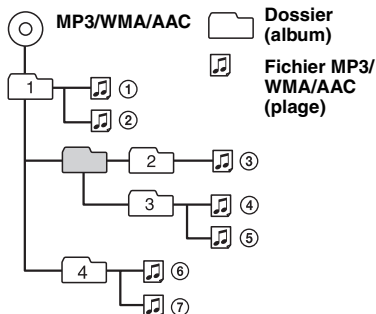 MP3/WMA/AAC
Dossier
(album)
Fichier MP3/
WMA/AAC
(plage)
1
①
②
2
③
3
④
⑤
4
⑥
⑦